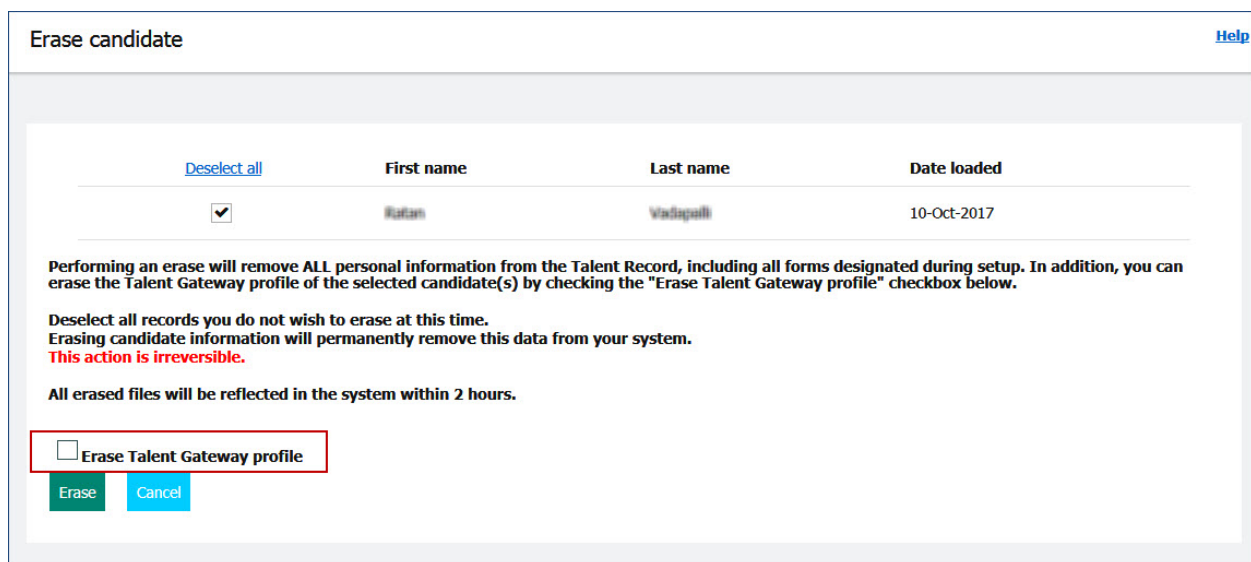 Erase candidate
Help
Deselect all First name Last name Date loaded
10-Oct-2017
Performing an erase will remove ALL personal information from the Talent Record, including all forms designated during setup. In addition, you can
erase the Talent Gateway profile of the selected candidate(s) by checking the "Erase Talent Gateway profile" checkbox below.
Deselect all records you do not wish to erase at this time.
Erasing candidate information will permanently remove this data from your system.
This action is irreversible.
All erased files will be reflected in the system within 2 hours.
Erase Talent Gateway profile
Erase Cancel